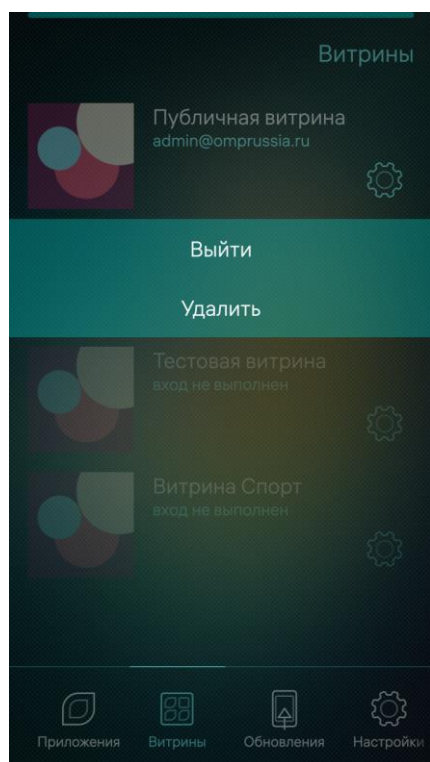 Витрины
Публичная витрина
admin@omprussia.ru
Выйти
Удалить
Тестовая витрина
вход не выполнен
Витрина Спорт
вход не выполнен
Приложения
Витрины
Обновления
Настройки